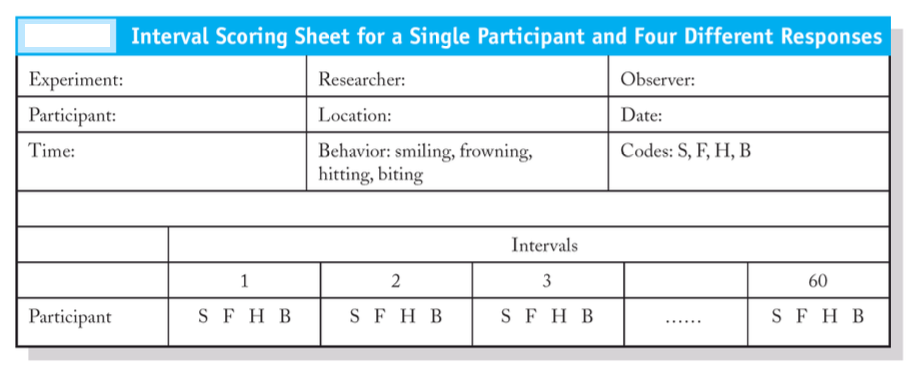 Interval Scoring Sheet for a Single Participant and Four Different Responses
Experiment:
Researcher:
Observer:
Participant:
Location:
Date:
Time:
Behavior: smiling, frowning,
hitting, biting
Codes: S, F, H, B
Intervals
1 2 3 60
Participant S F H B S F H B S F H B ...... S F H B